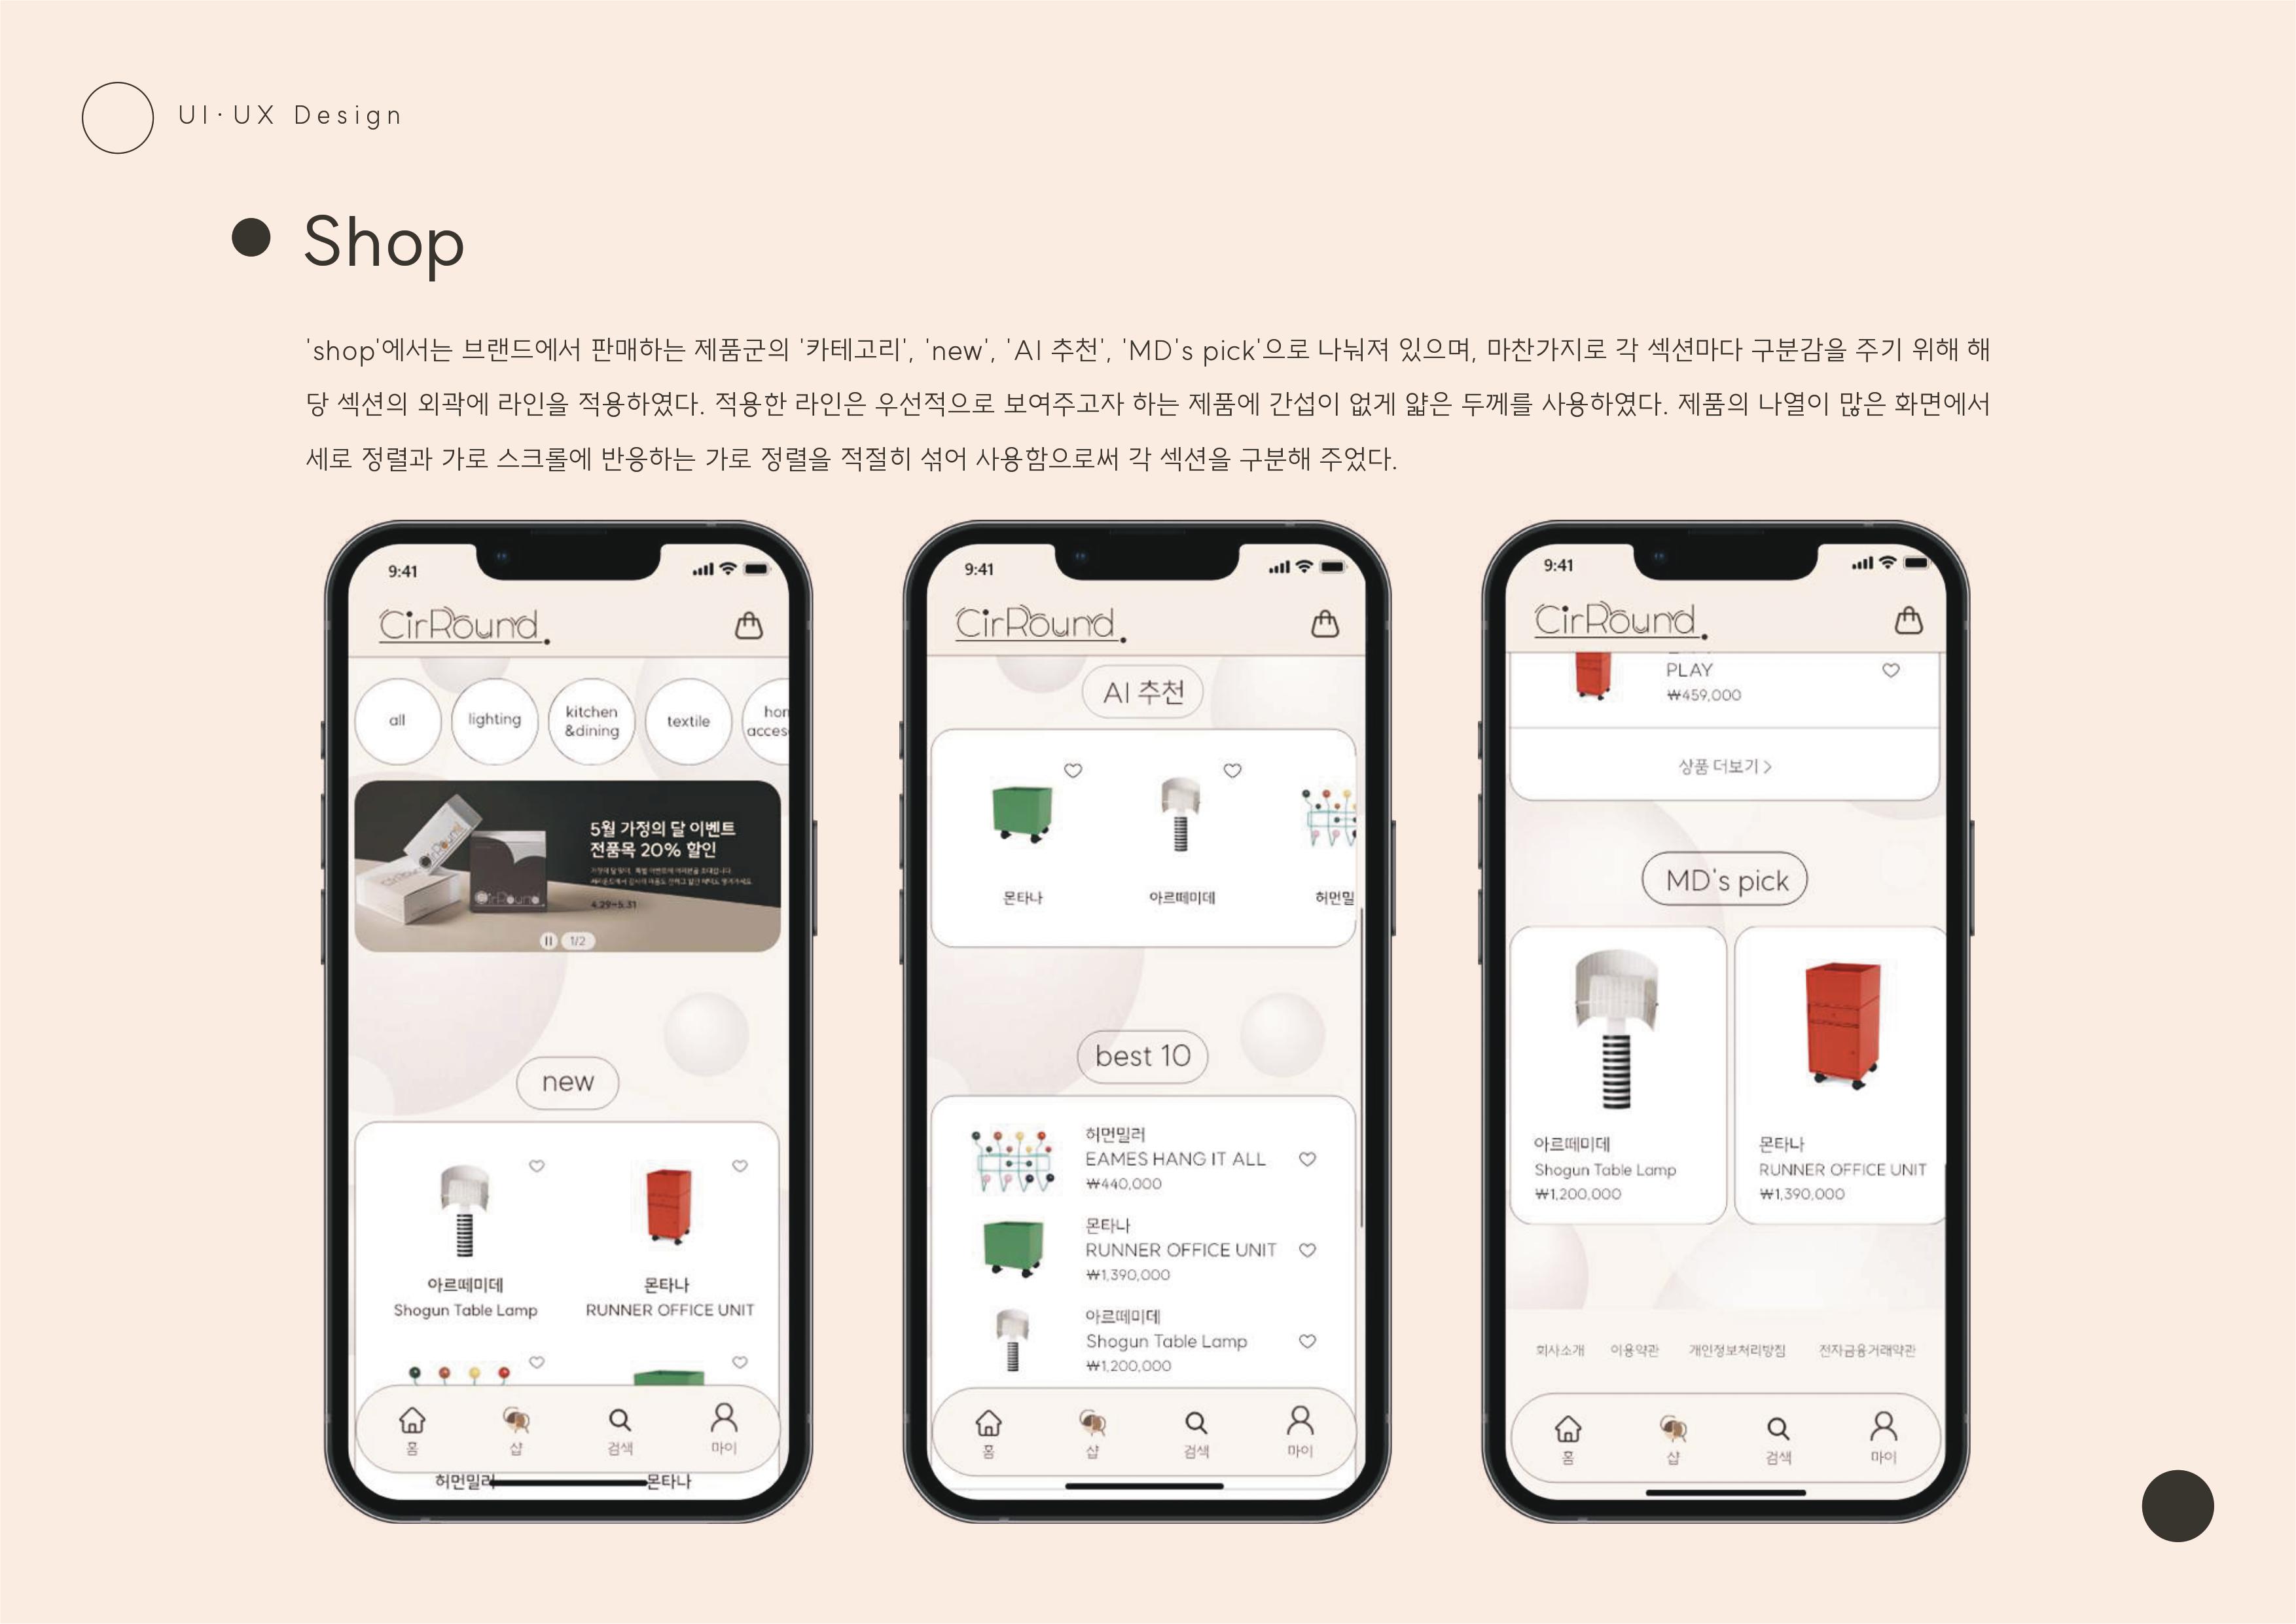 UI·UX Design
Shop
'shop'에서는 브랜드에서 판매하는 제품군의 '카테고리', 'new', 'AI 추천', 'MD's pick'으로 나눠져 있으며, 마찬가지로 각 섹션마다 구분감을 주기 위해 해
당 섹션의 외곽에 라인을 적용하였다. 적용한 라인은 우선적으로 보여주고자 하는 제품에 간섭이 없게 얇은 두께를 사용하였다. 제품의 나열이 많은 화면에서
세로 정렬과 가로 스크롤에 반응하는 가로 정렬을 적절히 섞어 사용함으로써 각 섹션을 구분해 주었다.
9:41
CirRound.
all
lighting
kitchen
&dining
textile
hor
acces
5월 가정의 달 이벤트
전품목 20% 할인
4.29~5.31
CirRound.
1/2
new
아르떼미데
Shogun Table Lamp
몬타나
RUNNER OFFICE UNIT
홈
샵
검색
마이
허먼밀러
몬타나
9:41
CirRound.
AI 추천
몬타나
아르떼미데
허먼밀
best 10
허먼밀러
EAMES HANG IT ALL
₩440,000
몬타나
RUNNER OFFICE UNIT
₩1,390,000
아르떼미데
Shogun Table Lamp
₩1,200,000
홈
샵
검색
마이
9:41
CirRound.
PLAY
₩459,000
상품 더보기 >
MD's pick
아르떼미데
Shogun Table Lamp
₩1,200,000
몬타나
RUNNER OFFICE UNIT
₩1,390,000
회사소개 이용약관 개인정보처리방침 전자금융거래약관
홈
샵
검색
마이